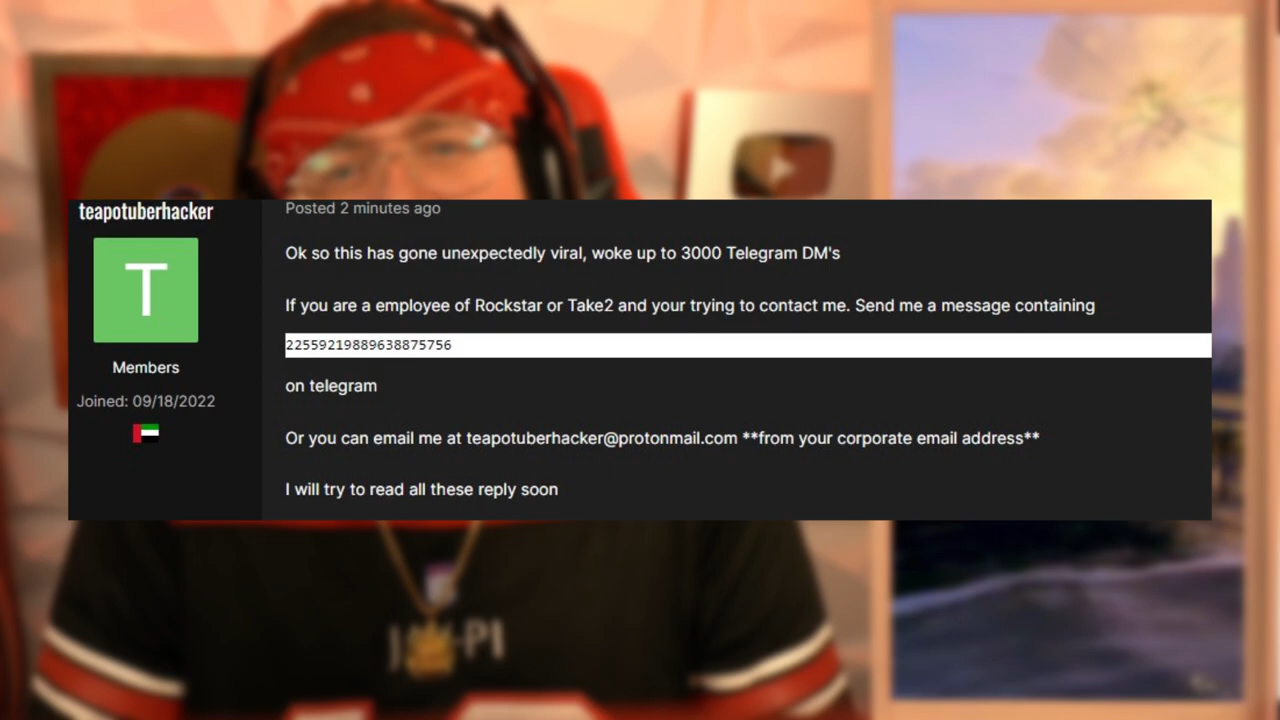 teapotuberhacker
T
Members
Joined: 09/18/2022
Posted 2 minutes ago
Ok so this has gone unexpectedly viral, woke up to 3000 Telegram DM's
If you are a employee of Rockstar or Take2 and your trying to contact me. Send me a message containing
22559219889638875756
on telegram
Or you can email me at teapotuberhacker@protonmail.com **from your corporate email address**
I will try to read all these reply soon